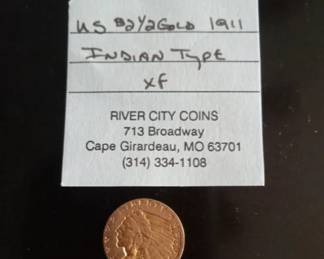 US $2 1/2 GOLD 1911
INDIAN TYPE
XF
RIVER CITY COINS
713 Broadway
Cape Girardeau, MO 63701
(314) 334-1108